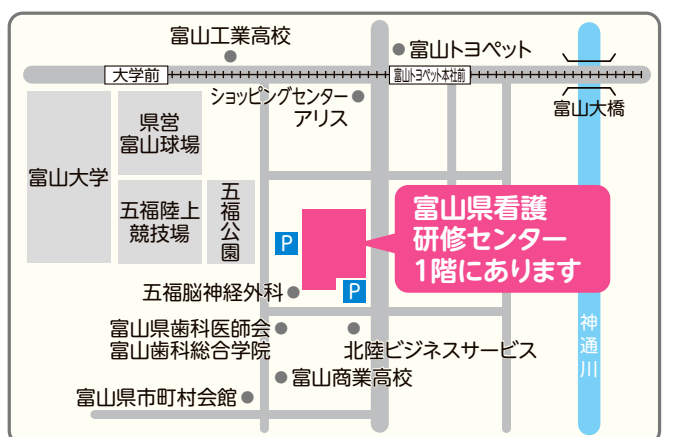 富山工業高校
富山トヨペット
大学前
富山トヨペット本社前
ショッピングセンター
アリス
富山大橋
県営
富山球場
富山大学
五福陸上
競技場
五福公園
P
富山県看護
研修センター
1階にあります
五福脳神経外科
P
富山県歯科医師会
富山歯科総合学院
北陸ビジネスサービス
神通川
富山商業高校
富山県市町村会館